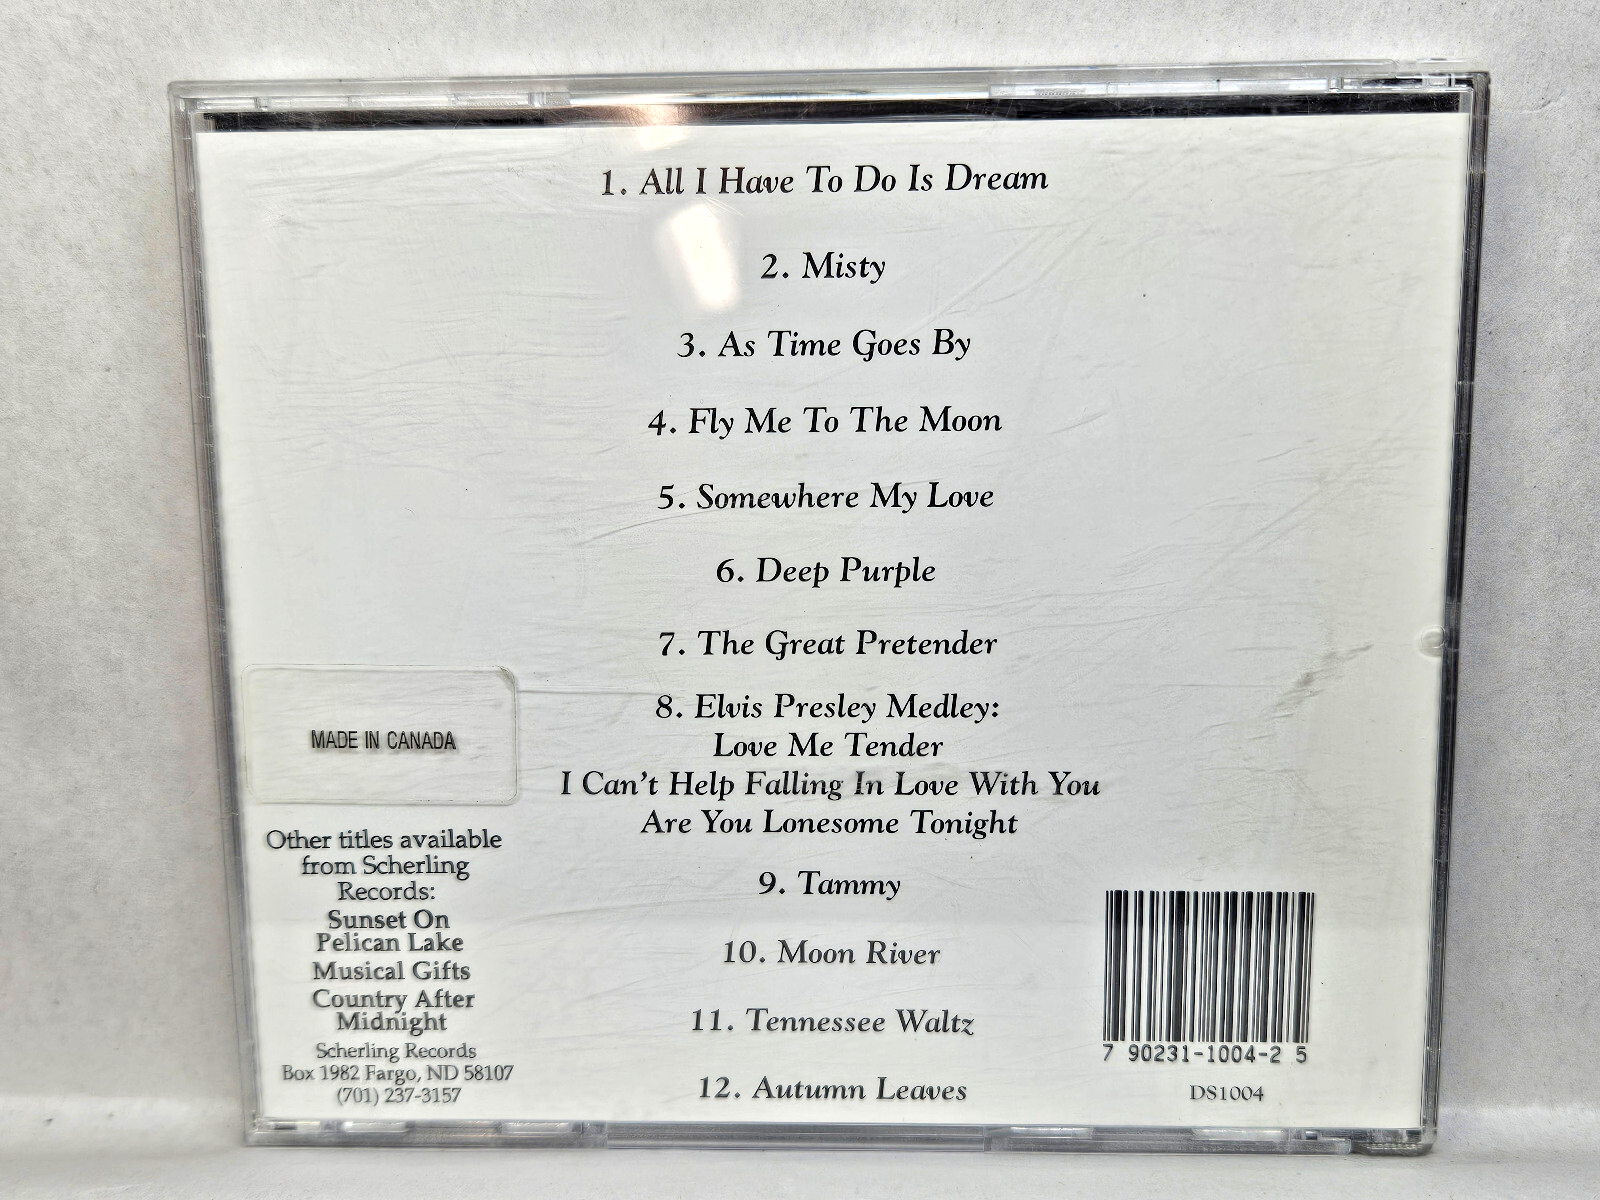 1. All I Have To Do Is Dream
2. Misty
3. As Time Goes By
4. Fly Me To The Moon
5. Somewhere My Love
6. Deep Purple
7. The Great Pretender
8. Elvis Presley Medley:
Love Me Tender
I Can't Help Falling In Love With You
Are You Lonesome Tonight
9. Tammy
10. Moon River
11. Tennessee Waltz
12. Autumn Leaves
MADE IN CANADA
Other titles available
from Scherling
Records:
Sunset On
Pelican Lake
Musical Gifts
Country After
Midnight
Scherling Records
Box 1982 Fargo, ND 58107
(701) 237-3157
7 90231-1004-2 5
DS1004